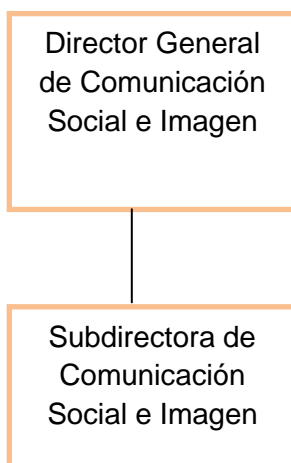 Director General
de Comunicación
Social e Imagen
Subdirectora de
Comunicación
Social e Imagen